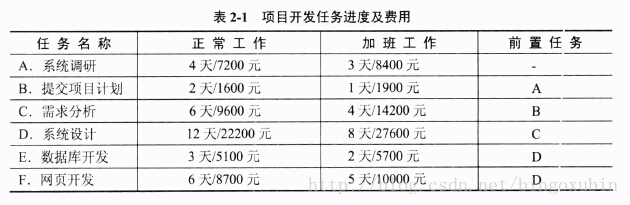 表 2-1 项目开发任务进度及费用
任务名称 正常工作 加班工作 前置任务
A. 系统调研 4 天/7200 元 3 天/8400 元 -
B. 提交项目计划 2 天/1600 元 1 天/1900 元 A
C. 需求分析 6 天/9600 元 4 天/14200 元 B
D. 系统设计 12 天/22200 元 8 天/27600 元 C
E. 数据库开发 3 天/5100 元 2 天/5700 元 D
F. 网页开发 6 天/8700 元 5 天/10000 元 D